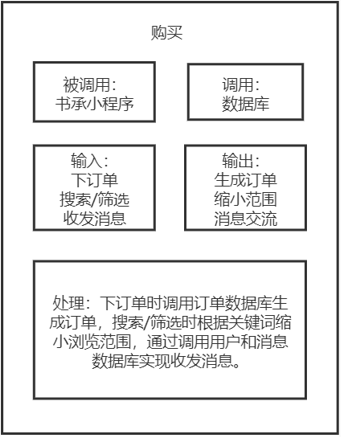 购买
被调用：
书承小程序
调用：
数据库
输入：
下订单
搜索/筛选
收发消息
输出：
生成订单
缩小范围
消息交流
处理：下订单时调用订单数据库生
成订单，搜索/筛选时根据关键词缩
小浏览范围，通过调用用户和消息
数据库实现收发消息。